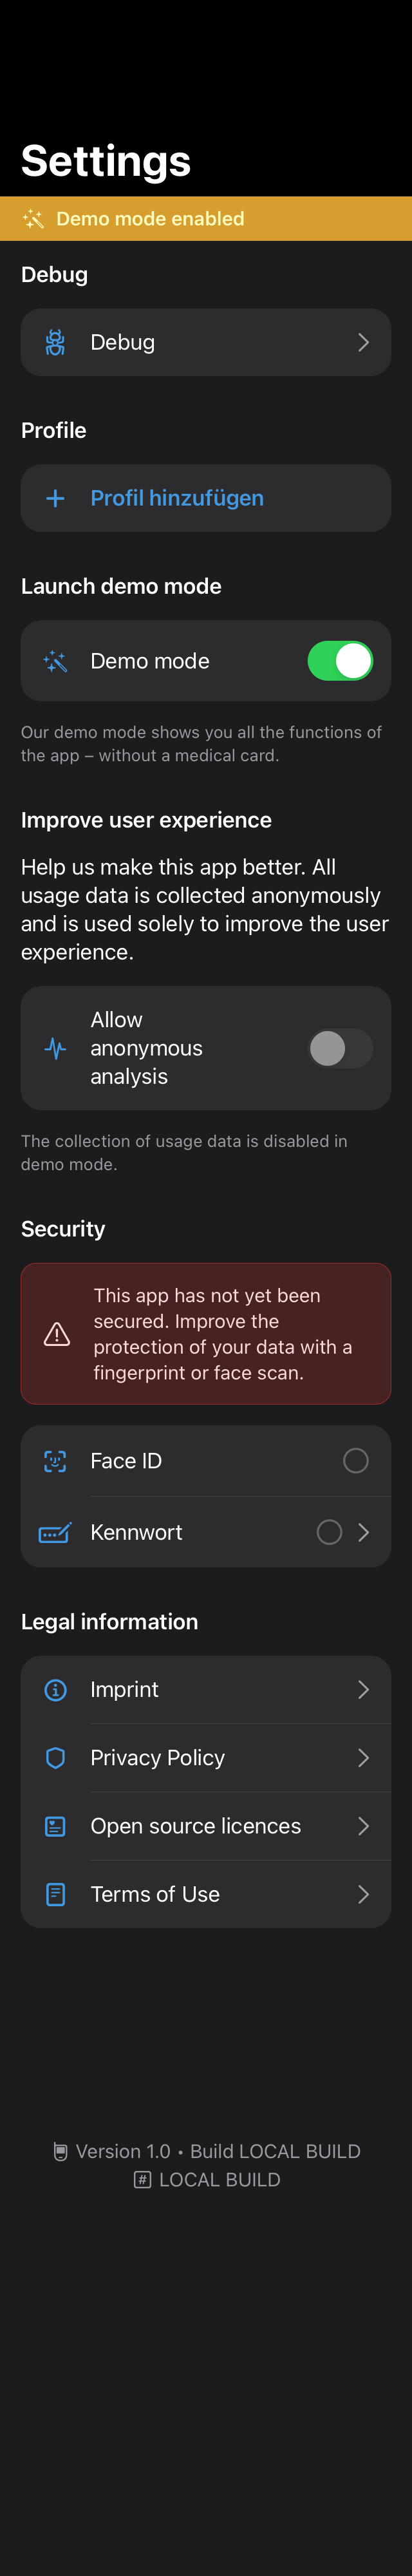 Settings
Demo mode enabled
Debug
Debug
Profile
Profil hinzufügen
Launch demo mode
Demo mode
Our demo mode shows you all the functions of
the app – without a medical card.
Improve user experience
Help us make this app better. All
usage data is collected anonymously
and is used solely to improve the user
experience.
Allow
anonymous
analysis
The collection of usage data is disabled in
demo mode.
Security
This app has not yet been
secured. Improve the
protection of your data with a
fingerprint or face scan.
Face ID
Kennwort
Legal information
Imprint
Privacy Policy
Open source licences
Terms of Use
Version 1.0 • Build LOCAL BUILD
# LOCAL BUILD